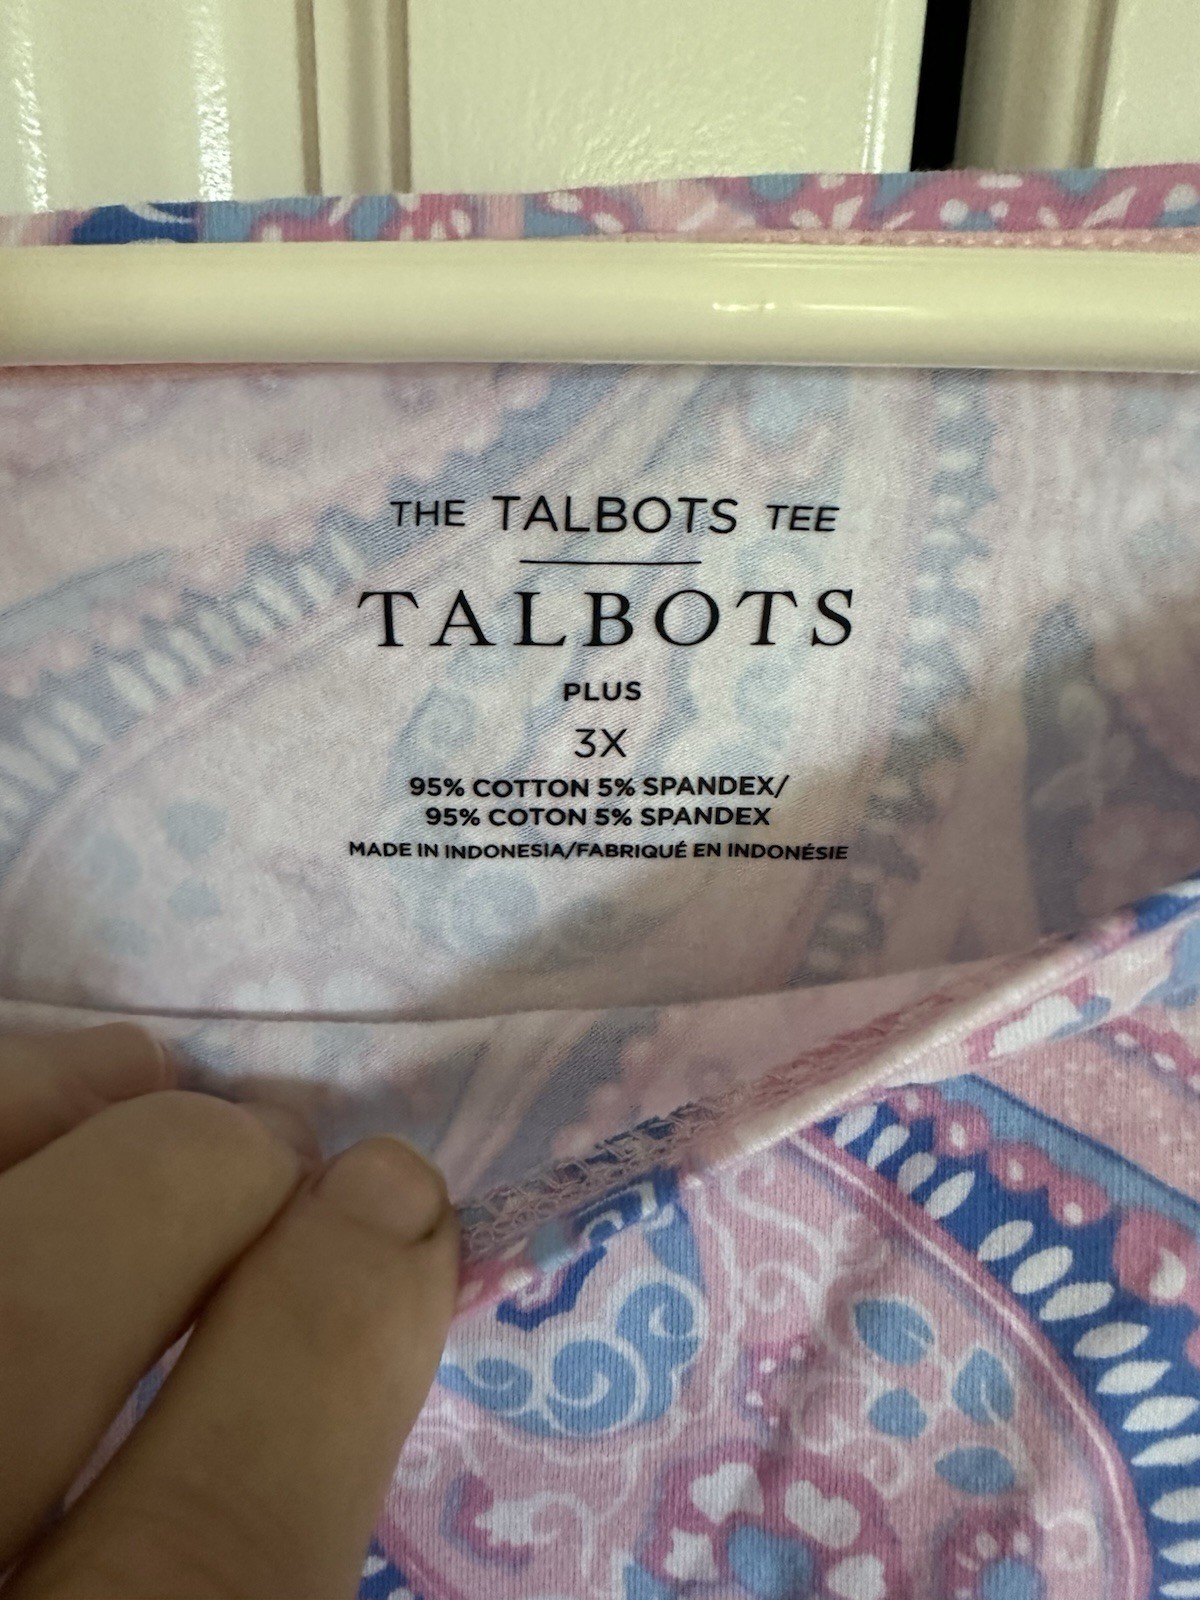 THE TALBOTS TEE
TALBOTS
PLUS
3X
95% COTTON 5% SPANDEX/
95% COTON 5% SPANDEX
MADE IN INDONESIA/FABRIQUÉ EN INDONÉSIE